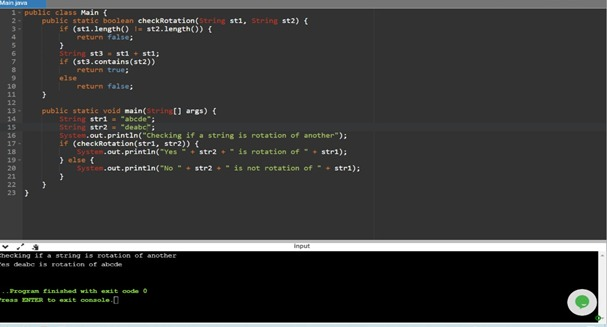 Main.java
1 public class Main {
2 public static boolean checkRotation(String st1, String st2) {
3 if (st1.length() != st2.length()) {
4 return false;
5 }
6 String st3 = st1 + st1;
7 if (st3.contains(st2))
8 return true;
9 else
10 return false;
11 }
12
13 public static void main(String[] args) {
14 String str1 = "abcde";
15 String str2 = "deabc";
16 System.out.println("Checking if a string is rotation of another");
17 if (checkRotation(str1, str2)) {
18 System.out.println("Yes " + str2 + " is rotation of " + str1);
19 } else {
20 System.out.println("No " + str2 + " is not rotation of " + str1);
21 }
22 }
23 }
input
Checking if a string is rotation of another
Yes deabc is rotation of abcde
...Program finished with exit code 0
Press ENTER to exit console.